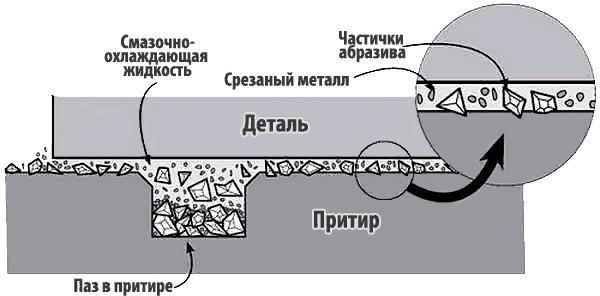 Смазочно-
охлаждающая
жидкость
Частички
абразива
Срезаный металл
Деталь
Притир
Паз в притире